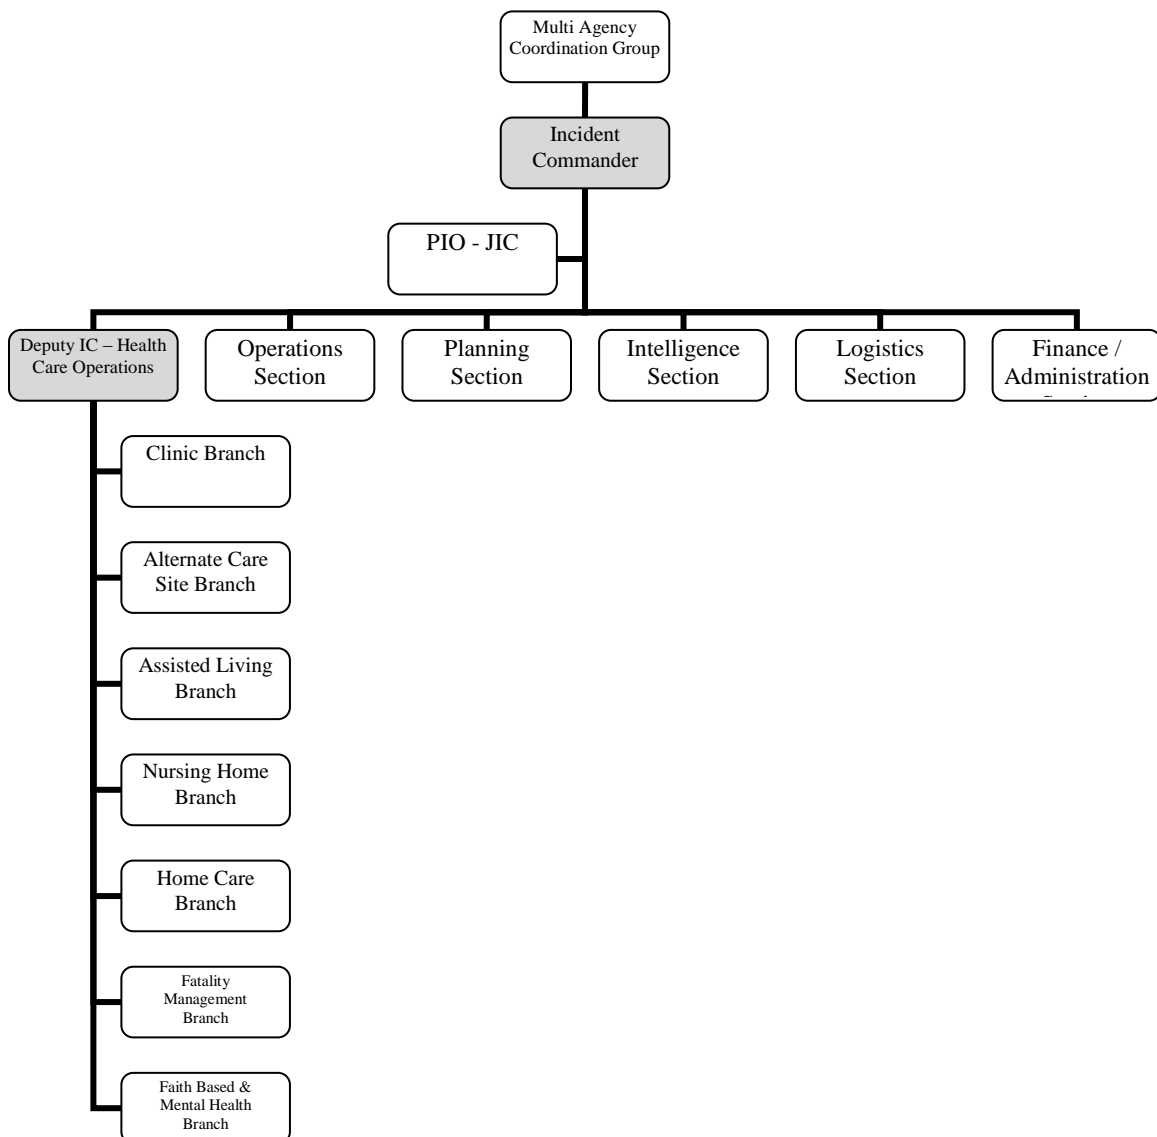 Multi Agency
Coordination Group
Incident
Commander
PIO - JIC
Deputy IC – Health
Care Operations
Operations
Section
Planning
Section
Intelligence
Section
Logistics
Section
Finance /
Administration
Clinic Branch
Alternate Care
Site Branch
Assisted Living
Branch
Nursing Home
Branch
Home Care
Branch
Fatality
Management
Branch
Faith Based &
Mental Health
Branch